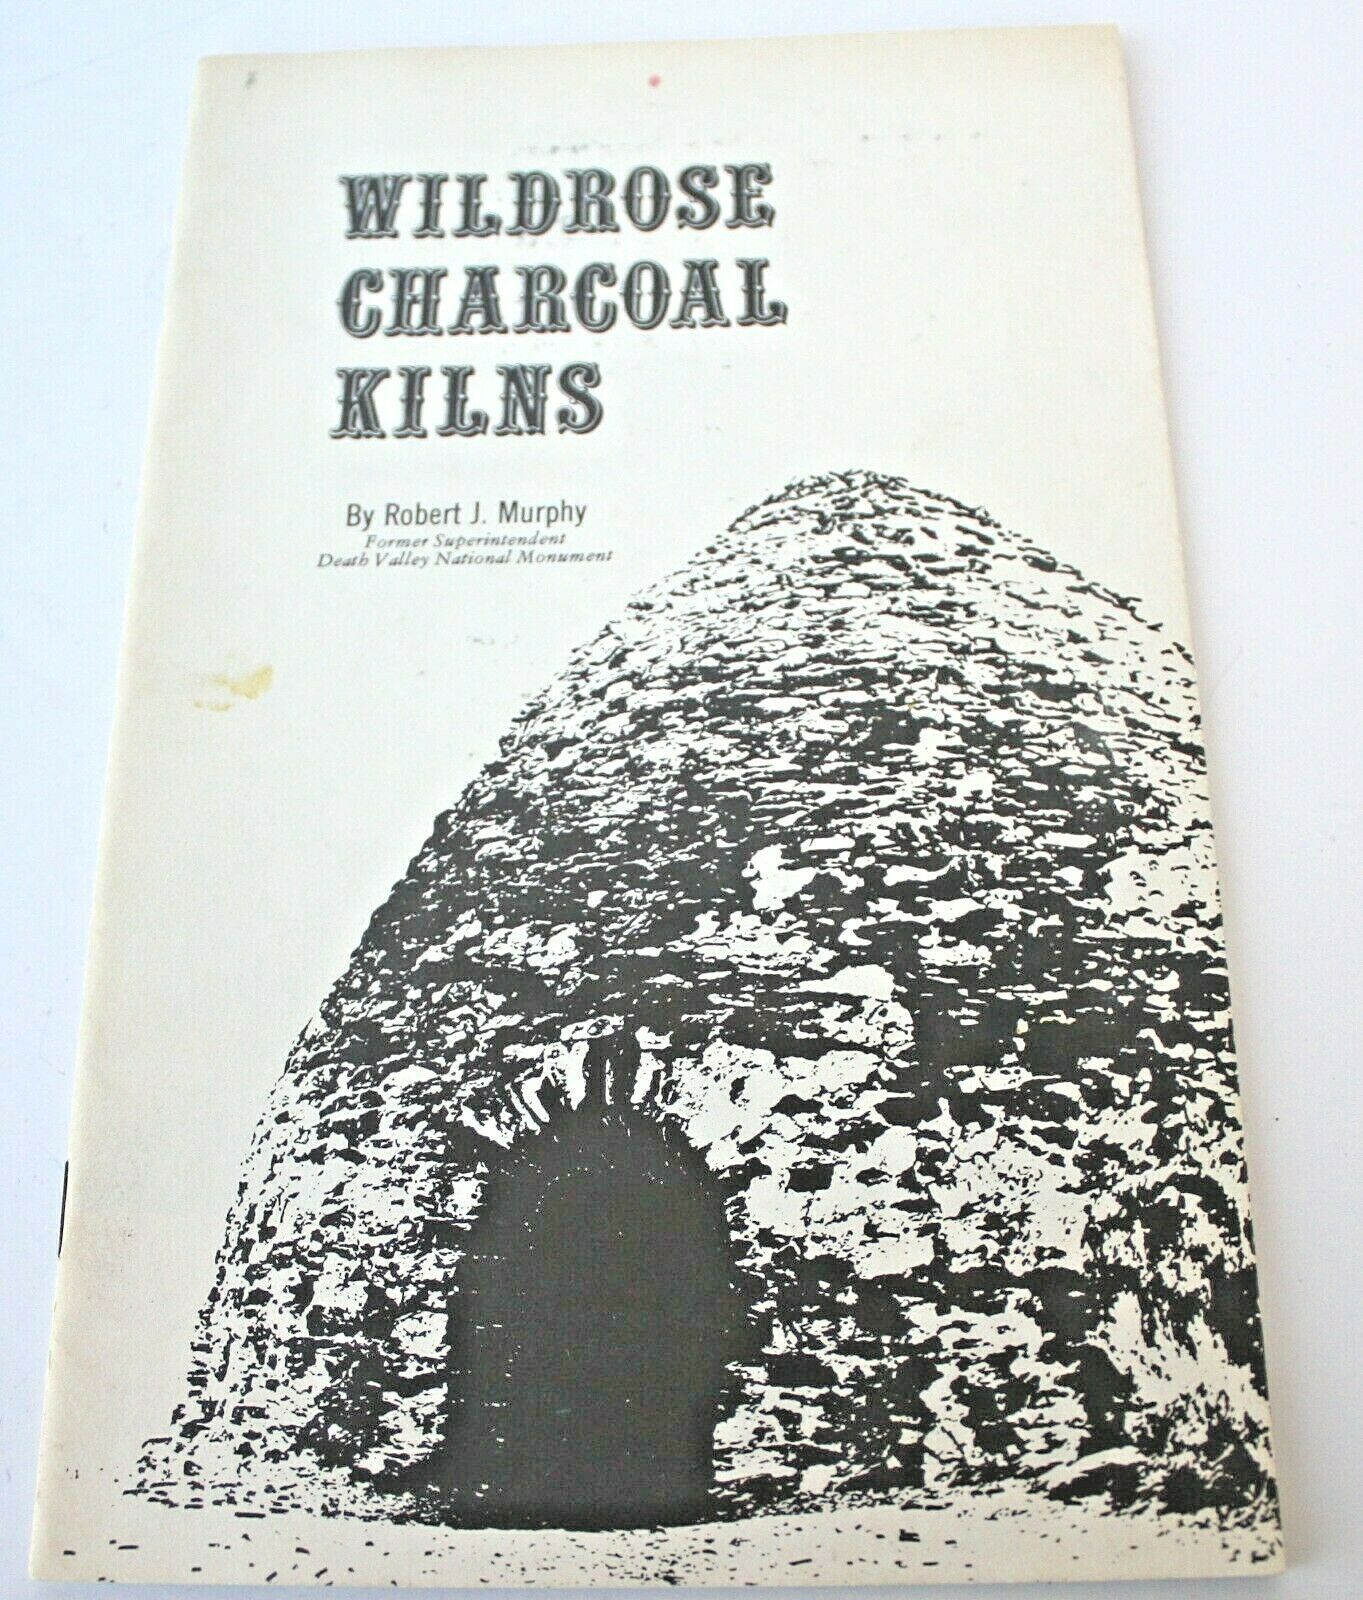 WILDROSE
CHARCOAL
KILNS
By Robert J. Murphy
Former Superintendent
Death Valley National Monument